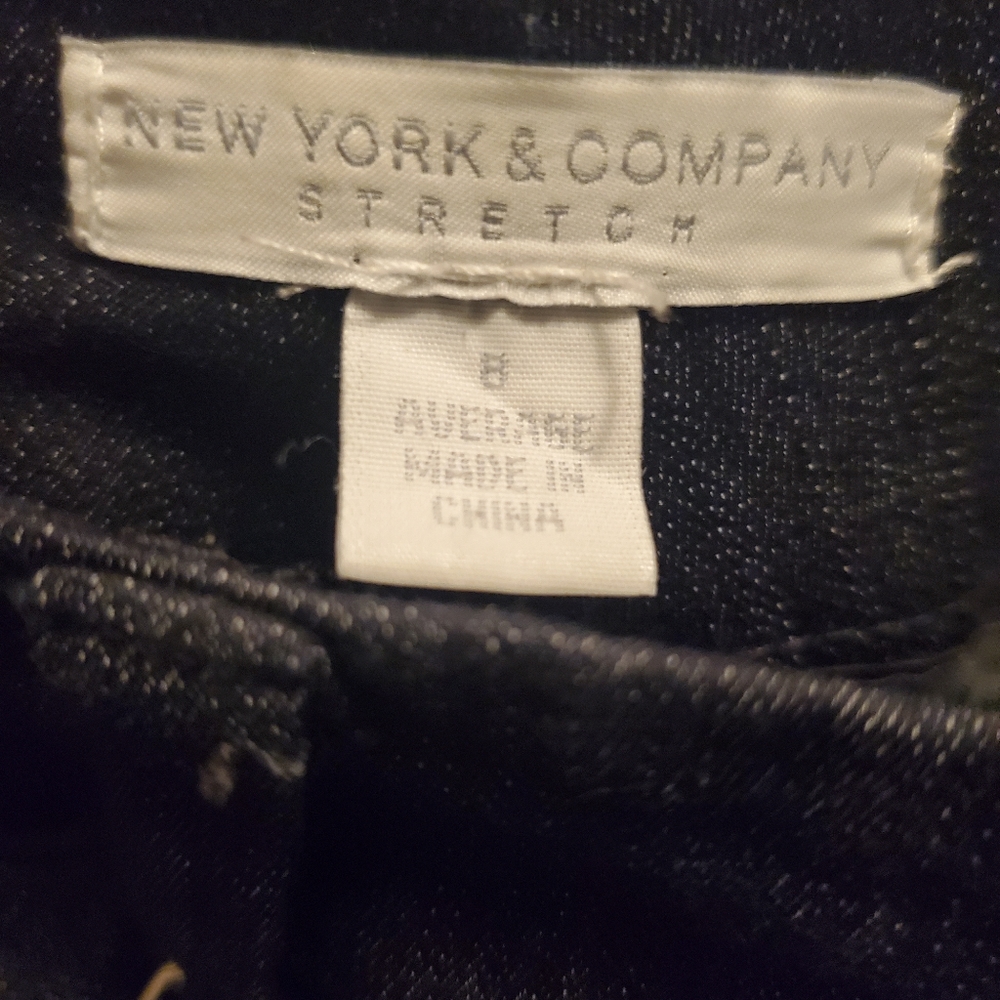 NEW YORK & COMPANY
STRETCH
8
AVERAGE
MADE IN
CHINA